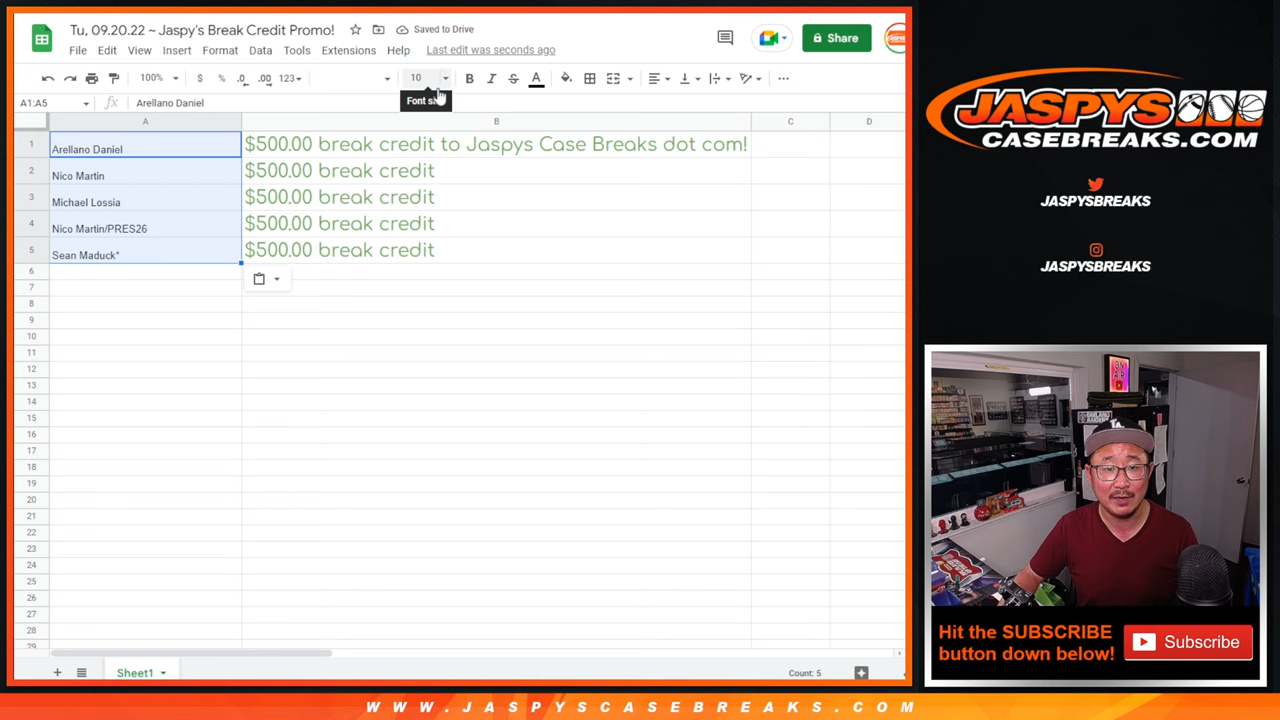 Tu, 09.20.22 ~ Jaspy's Break Credit Promo!
Saved to Drive
File Edit View Insert Format Data Tools Extensions Help Last edit was seconds ago
Share
100% $ % .0 .00 123 10 B I S A
Font s
A1:A5 fx Arellano Daniel
A B C D
1 Arellano Daniel $500.00 break credit to Jaspys Case Breaks dot com!
2 Nico Martin $500.00 break credit
3 Michael Lossia $500.00 break credit
4 Nico Martin/PRES26 $500.00 break credit
5 Sean Maduck* $500.00 break credit
6
7
8
9
10
11
12
13
14
15
16
17
18
19
20
21
22
23
24
25
26
27
28
29
Sheet1
Count: 5
JASPYS
CASEBREAKS.COM
JASPYSBREAKS
JASPYSBREAKS
Hit the SUBSCRIBE
button down below!
Subscribe
WWW.JASPYSCASEBREAKS.COM